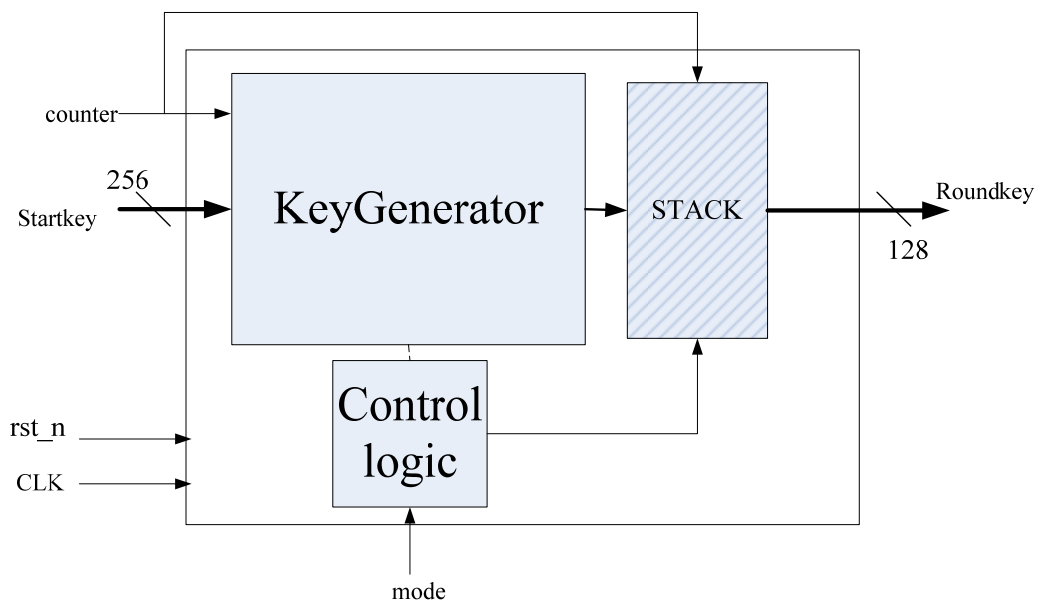 counter
256
Startkey
KeyGenerator
STACK
Roundkey
128
Control
logic
rst_n
CLK
mode